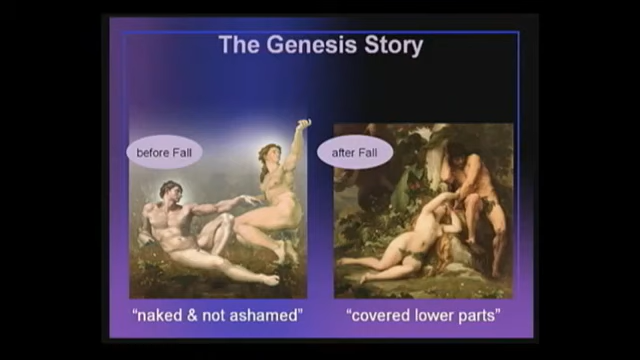 The Genesis Story
before Fall
after Fall
“naked & not ashamed”
“covered lower parts”